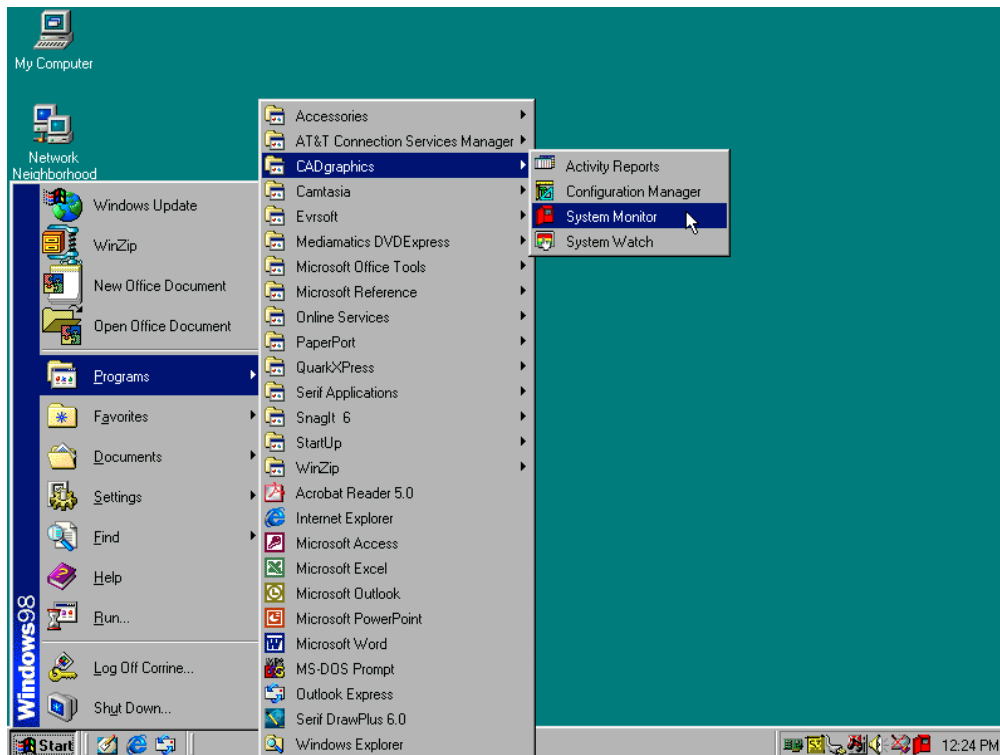 My Computer
Network
Neighborhood
Windows Update
WinZip
New Office Document
Open Office Document
Programs
Favorites
Documents
Settings
Find
Help
Run...
Log Off Corrine...
Shut Down...
Windows98
Accessories
AT&T Connection Services Manager
CADgraphics
Camtasia
Evrsoft
Mediamatics DVDExpress
Microsoft Office Tools
Microsoft Reference
Online Services
PaperPort
QuarkXPress
Serif Applications
SnagIt 6
StartUp
WinZip
Acrobat Reader 5.0
Internet Explorer
Microsoft Access
Microsoft Excel
Microsoft Outlook
Microsoft PowerPoint
Microsoft Word
MS-DOS Prompt
Outlook Express
Serif DrawPlus 6.0
Windows Explorer
Activity Reports
Configuration Manager
System Monitor
System Watch
Start
12:24 PM